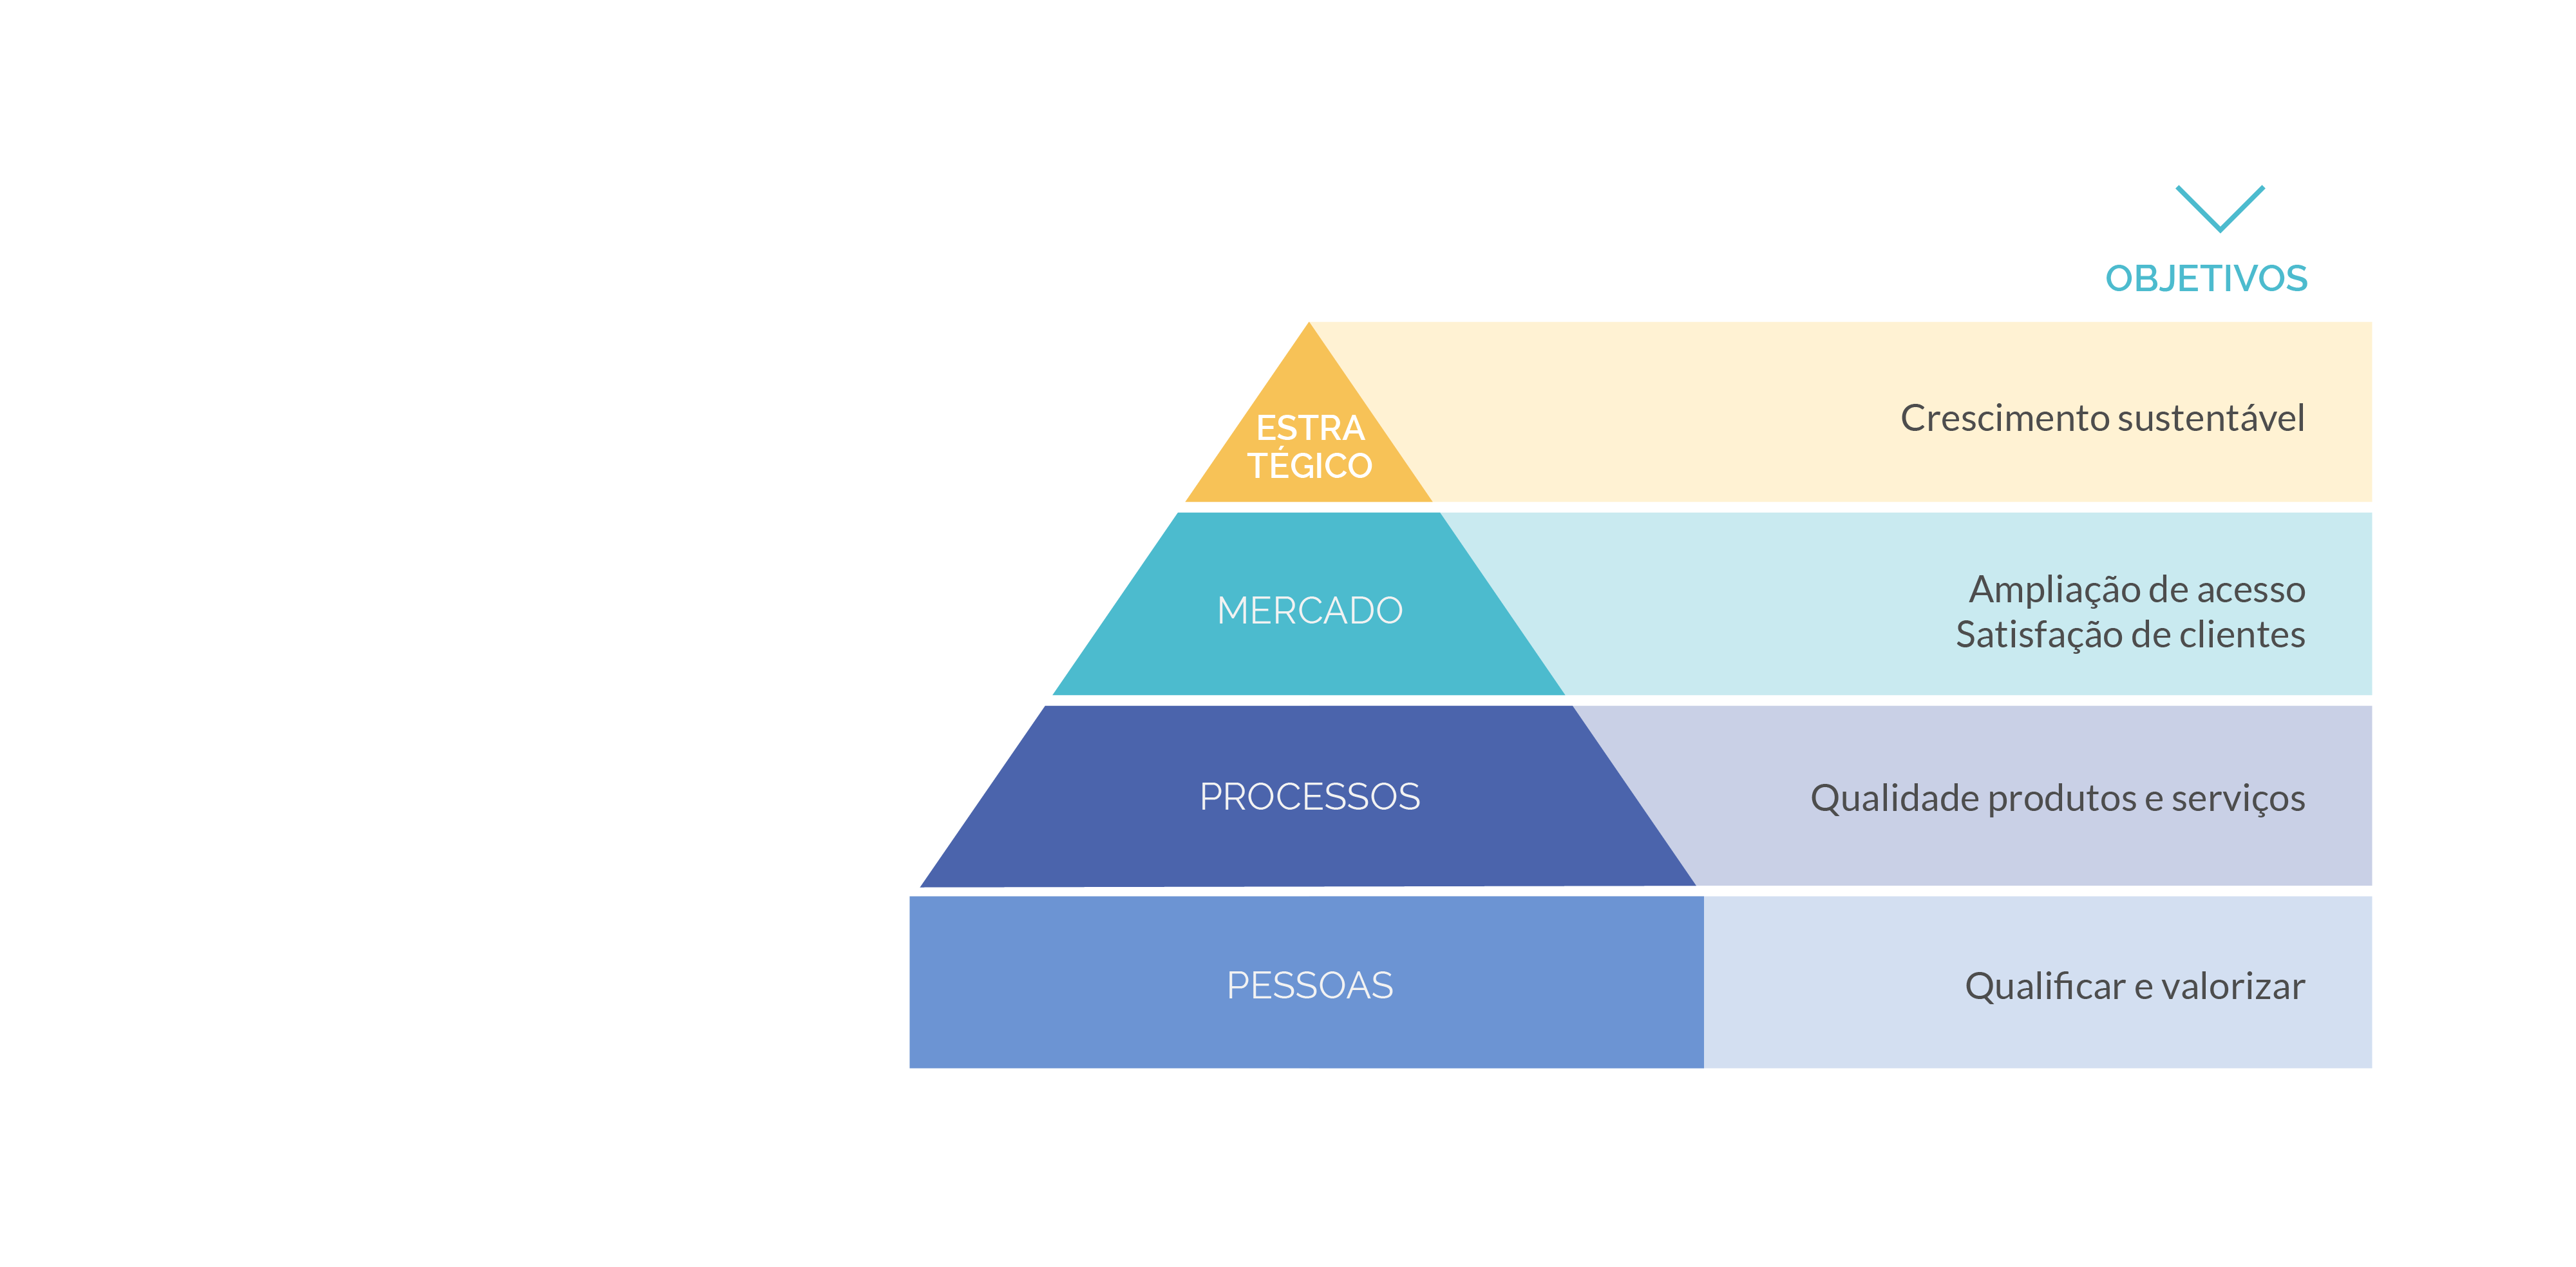 OBJETIVOS
ESTRA
TÉGICO
Crescimento sustentável
MERCADO
Ampliação de acesso
Satisfação de clientes
PROCESSOS
Qualidade produtos e serviços
PESSOAS
Qualificar e valorizar